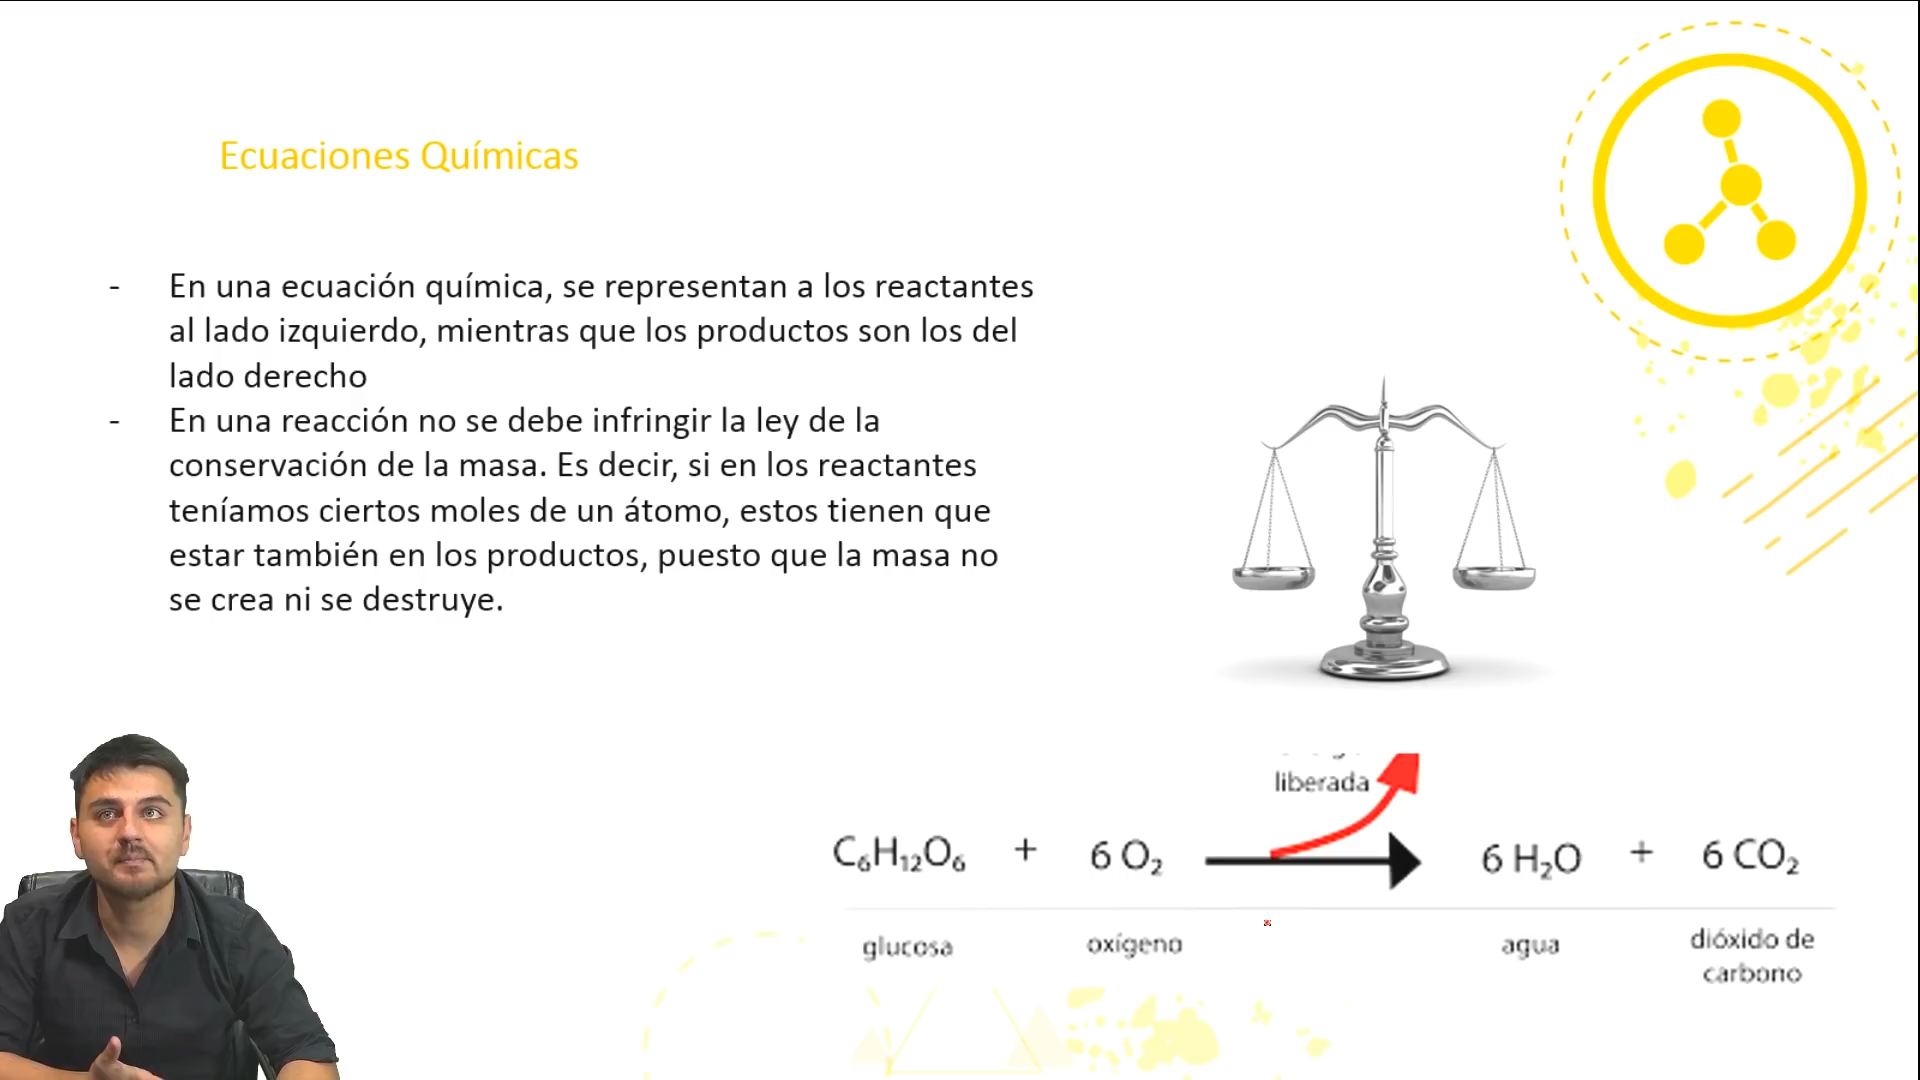 Ecuaciones Químicas
- En una ecuación química, se representan a los reactantes
al lado izquierdo, mientras que los productos son los del
lado derecho
- En una reacción no se debe infringir la ley de la
conservación de la masa. Es decir, si en los reactantes
teníamos ciertos moles de un átomo, estos tienen que
estar también en los productos, puesto que la masa no
se crea ni se destruye.
liberada
C₆H₁₂O₆ + 6 O₂ 6 H₂O + 6 CO₂
glucosa oxígeno agua dióxido de
carbono